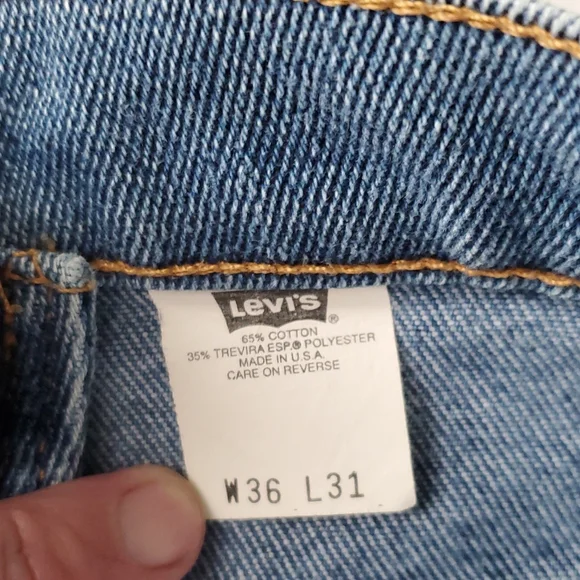 Levi's ®
65% COTTON
35% TREVIRA ESP.® POLYESTER
MADE IN U.S.A.
CARE ON REVERSE
W36 L31